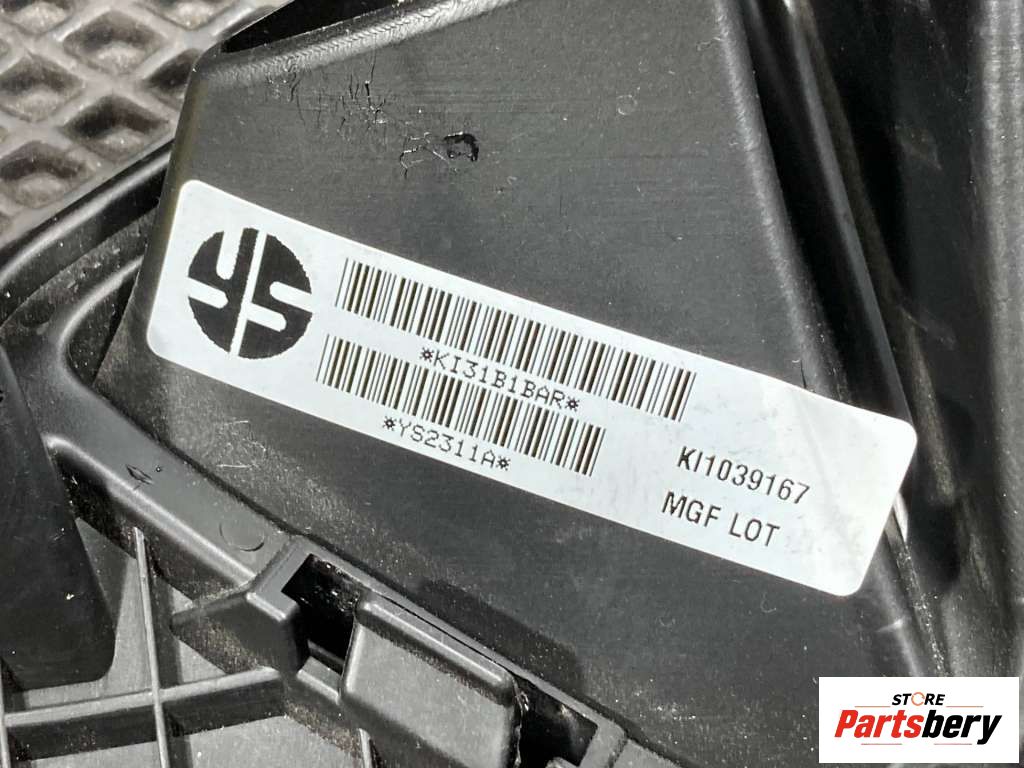 YS
*KI31B1BAR*
*YS2311A*
KI1039167
MGF LOT
STORE
Partsbery